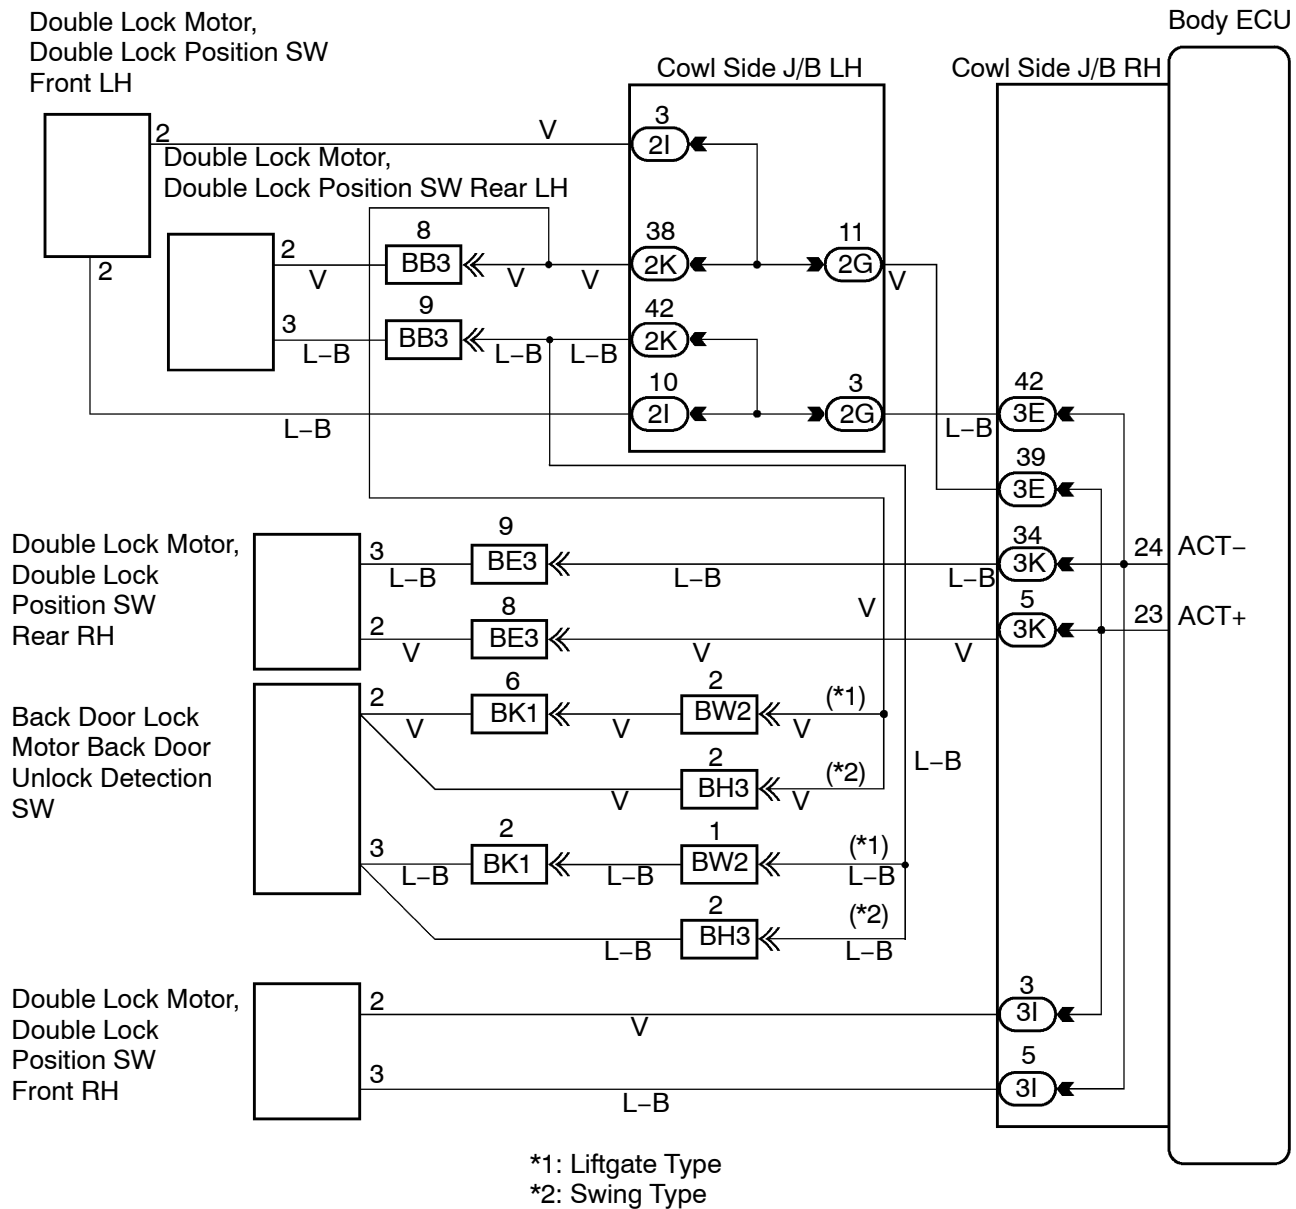 Body ECU
Double Lock Motor,
Double Lock Position SW
Front LH
Cowl Side J/B LH
Cowl Side J/B RH
2
V
3
2I
Double Lock Motor,
Double Lock Position SW Rear LH
2
2
V
8
BB3
V
V
38
2K
11
2G
V
3
L–B
9
BB3
L–B
L–B
42
2K
L–B
10
2I
3
2G
L–B
42
3E
39
3E
Double Lock Motor,
Double Lock
Position SW
Rear RH
3
L–B
9
BE3
L–B
L–B
34
3K
24
ACT–
2
V
8
BE3
V
V
V
5
3K
23
ACT+
Back Door Lock
Motor Back Door
Unlock Detection
SW
2
V
6
BK1
V
2
BW2
V
(*1)
V
2
BH3
V
(*2)
L–B
3
L–B
2
BK1
L–B
1
BW2
(*1)
L–B
L–B
2
BH3
(*2)
L–B
Double Lock Motor,
Double Lock
Position SW
Front RH
2
V
3
3I
3
L–B
5
3I
*1: Liftgate Type
*2: Swing Type